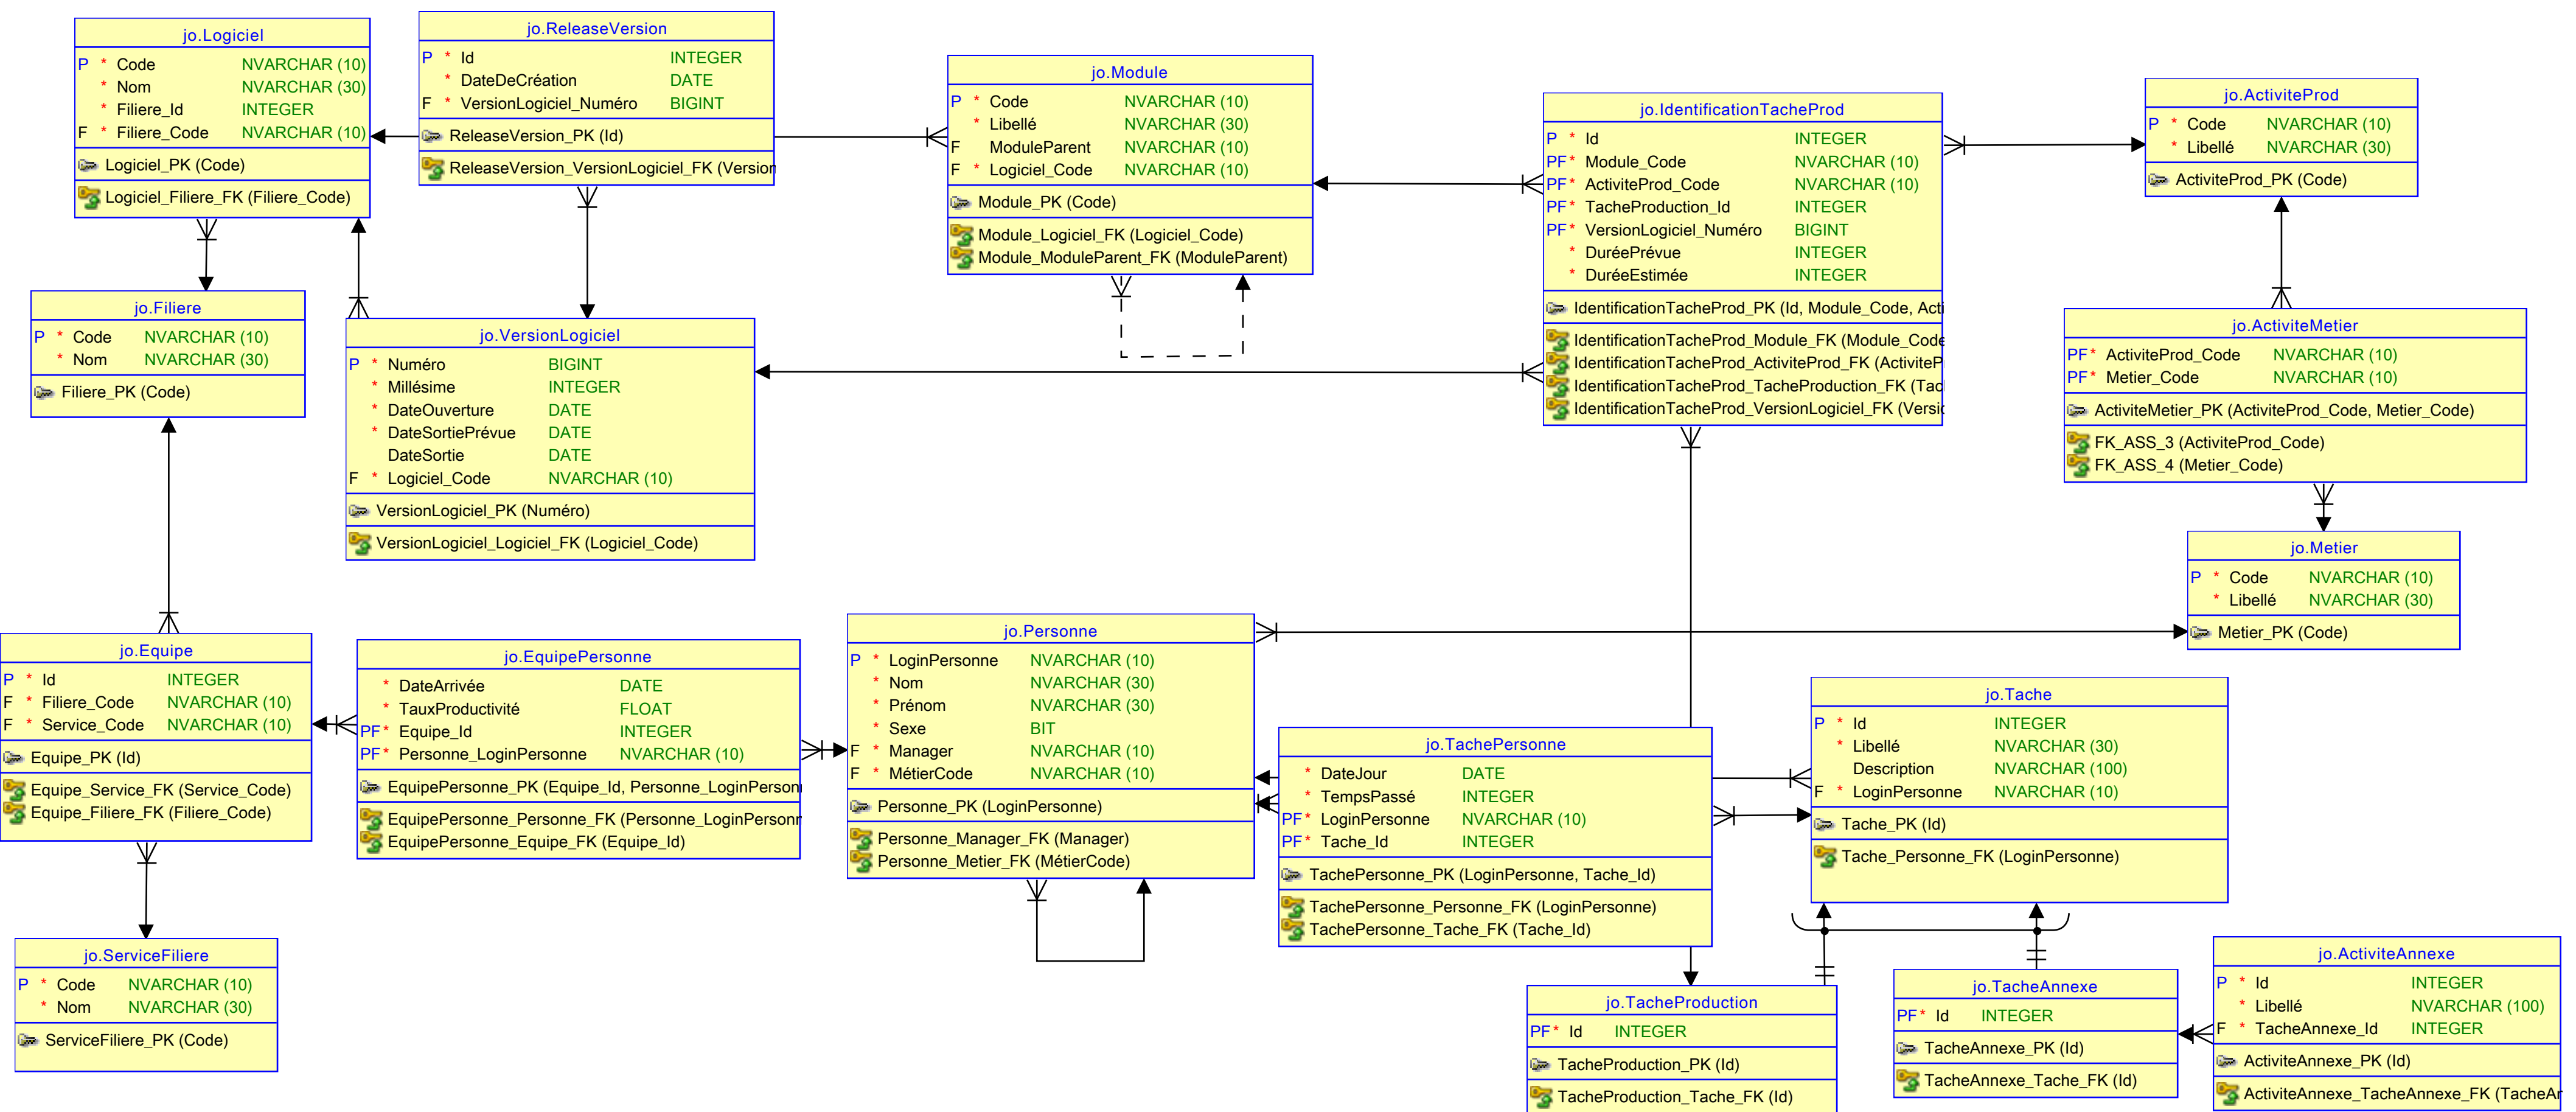 jo.Logiciel
P * Code NVARCHAR (10)
* Nom NVARCHAR (30)
* Filiere_Id INTEGER
F * Filiere_Code NVARCHAR (10)
Logiciel_PK (Code)
Logiciel_Filiere_FK (Filiere_Code)
jo.ReleaseVersion
P * Id INTEGER
* DateDeCréation DATE
F * VersionLogiciel_Numéro BIGINT
ReleaseVersion_PK (Id)
ReleaseVersion_VersionLogiciel_FK (Version
jo.Module
P * Code NVARCHAR (10)
* Libellé NVARCHAR (30)
F ModuleParent NVARCHAR (10)
F * Logiciel_Code NVARCHAR (10)
Module_PK (Code)
Module_Logiciel_FK (Logiciel_Code)
Module_ModuleParent_FK (ModuleParent)
jo.IdentificationTacheProd
P * Id INTEGER
PF * Module_Code NVARCHAR (10)
PF * ActiviteProd_Code NVARCHAR (10)
PF * TacheProduction_Id INTEGER
PF * VersionLogiciel_Numéro BIGINT
* DuréePrévue INTEGER
* DuréeEstimée INTEGER
IdentificationTacheProd_PK (Id, Module_Code, Acti
IdentificationTacheProd_Module_FK (Module_Code
IdentificationTacheProd_ActiviteProd_FK (ActiviteP
IdentificationTacheProd_TacheProduction_FK (Tac
IdentificationTacheProd_VersionLogiciel_FK (Versi
jo.ActiviteProd
P * Code NVARCHAR (10)
* Libellé NVARCHAR (30)
ActiviteProd_PK (Code)
jo.Filiere
P * Code NVARCHAR (10)
* Nom NVARCHAR (30)
Filiere_PK (Code)
jo.VersionLogiciel
P * Numéro BIGINT
* Millésime INTEGER
* DateOuverture DATE
* DateSortiePrévue DATE
DateSortie DATE
F * Logiciel_Code NVARCHAR (10)
VersionLogiciel_PK (Numéro)
VersionLogiciel_Logiciel_FK (Logiciel_Code)
jo.ActiviteMetier
PF * ActiviteProd_Code NVARCHAR (10)
PF * Metier_Code NVARCHAR (10)
ActiviteMetier_PK (ActiviteProd_Code, Metier_Code)
FK_ASS_3 (ActiviteProd_Code)
FK_ASS_4 (Metier_Code)
jo.Metier
P * Code NVARCHAR (10)
* Libellé NVARCHAR (30)
Metier_PK (Code)
jo.Equipe
P * Id INTEGER
F * Filiere_Code NVARCHAR (10)
F * Service_Code NVARCHAR (10)
Equipe_PK (Id)
Equipe_Service_FK (Service_Code)
Equipe_Filiere_FK (Filiere_Code)
jo.EquipePersonne
* DateArrivée DATE
* TauxProductivité FLOAT
PF * Equipe_Id INTEGER
PF * Personne_LoginPersonne NVARCHAR (10)
EquipePersonne_PK (Equipe_Id, Personne_LoginPerson
EquipePersonne_Personne_FK (Personne_LoginPersonn
EquipePersonne_Equipe_FK (Equipe_Id)
jo.Personne
P * LoginPersonne NVARCHAR (10)
* Nom NVARCHAR (30)
* Prénom NVARCHAR (30)
* Sexe BIT
F * Manager NVARCHAR (10)
F * MétierCode NVARCHAR (10)
Personne_PK (LoginPersonne)
Personne_Manager_FK (Manager)
Personne_Metier_FK (MétierCode)
jo.TachePersonne
* DateJour DATE
* TempsPassé INTEGER
PF * LoginPersonne NVARCHAR (10)
PF * Tache_Id INTEGER
TachePersonne_PK (LoginPersonne, Tache_Id)
TachePersonne_Personne_FK (LoginPersonne)
TachePersonne_Tache_FK (Tache_Id)
jo.Tache
P * Id INTEGER
* Libellé NVARCHAR (30)
Description NVARCHAR (100)
F * LoginPersonne NVARCHAR (10)
Tache_PK (Id)
Tache_Personne_FK (LoginPersonne)
jo.ServiceFiliere
P * Code NVARCHAR (10)
* Nom NVARCHAR (30)
ServiceFiliere_PK (Code)
jo.TacheProduction
PF * Id INTEGER
TacheProduction_PK (Id)
TacheProduction_Tache_FK (Id)
jo.TacheAnnexe
PF * Id INTEGER
TacheAnnexe_PK (Id)
TacheAnnexe_Tache_FK (Id)
jo.ActiviteAnnexe
P * Id INTEGER
* Libellé NVARCHAR (100)
F * TacheAnnexe_Id INTEGER
ActiviteAnnexe_PK (Id)
ActiviteAnnexe_TacheAnnexe_FK (TacheAn